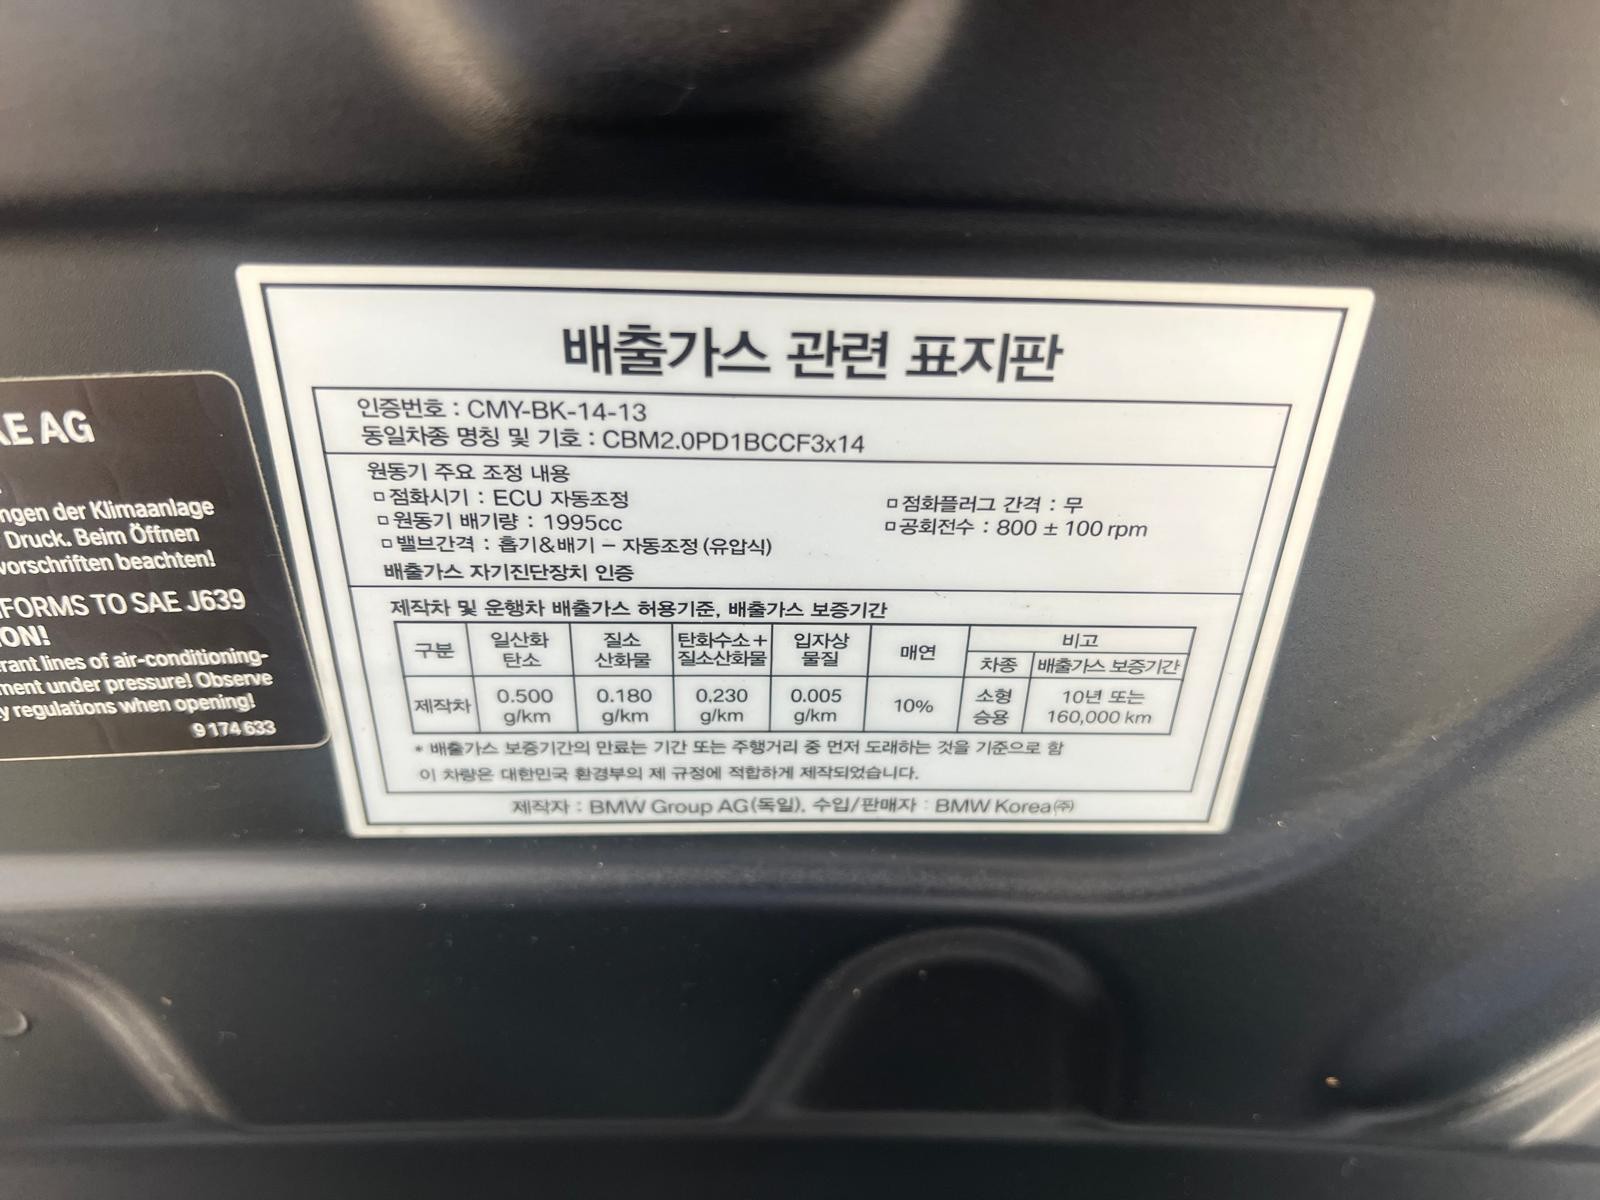 배출가스 관련 표지판
인증번호 : CMY-BK-14-13
동일차종 명칭 및 기호 : CBM2.0PD1BCCF3x14
원동기 주요 조정 내용
□ 점화시기 : ECU 자동조정
□ 점화플러그 간격 : 무
□ 원동기 배기량 : 1995cc
□ 공회전수 : 800 ± 100 rpm
□ 밸브간격 : 흡기&배기 – 자동조정 (유압식)
배출가스 자기진단장치 인증
제작차 및 운행차 배출가스 허용기준, 배출가스 보증기간
구분 일산화탄소 질소산화물 탄화수소+질소산화물 입자상물질 매연 비고
차종 배출가스 보증기간
제작차 0.500 g/km 0.180 g/km 0.230 g/km 0.005 g/km 10% 소형승용 10년 또는 160,000 km
* 배출가스 보증기간의 만료는 기간 또는 주행거리 중 먼저 도래하는 것을 기준으로 함
이 차량은 대한민국 환경부의 제 규정에 적합하게 제작되었습니다.
제작자 : BMW Group AG(독일), 수입/판매자 : BMW Korea㈜
AG
der Klimaanlage
Druck. Beim Öffnen
vorschriften beachten!
FORMS TO SAE J639
ON!
lines of air-conditioning-
under pressure! Observe
regulations when opening!
9 174 633